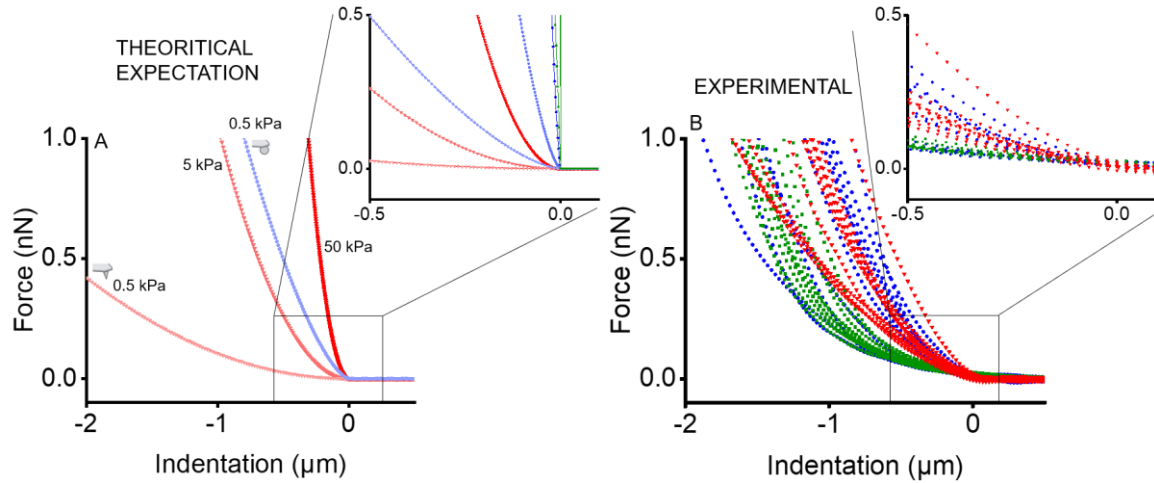 0.5
THEORITICAL
EXPECTATION
0.0
-0.5
0.0
A
1.0
0.5 kPa
5 kPa
50 kPa
0.5
0.5 kPa
0.0
-2
-1
0
Force (nN)
Indentation (µm)
0.5
EXPERIMENTAL
0.0
-0.5
0.0
B
1.0
0.5
0.0
-2
-1
0
Force (nN)
Indentation (µm)